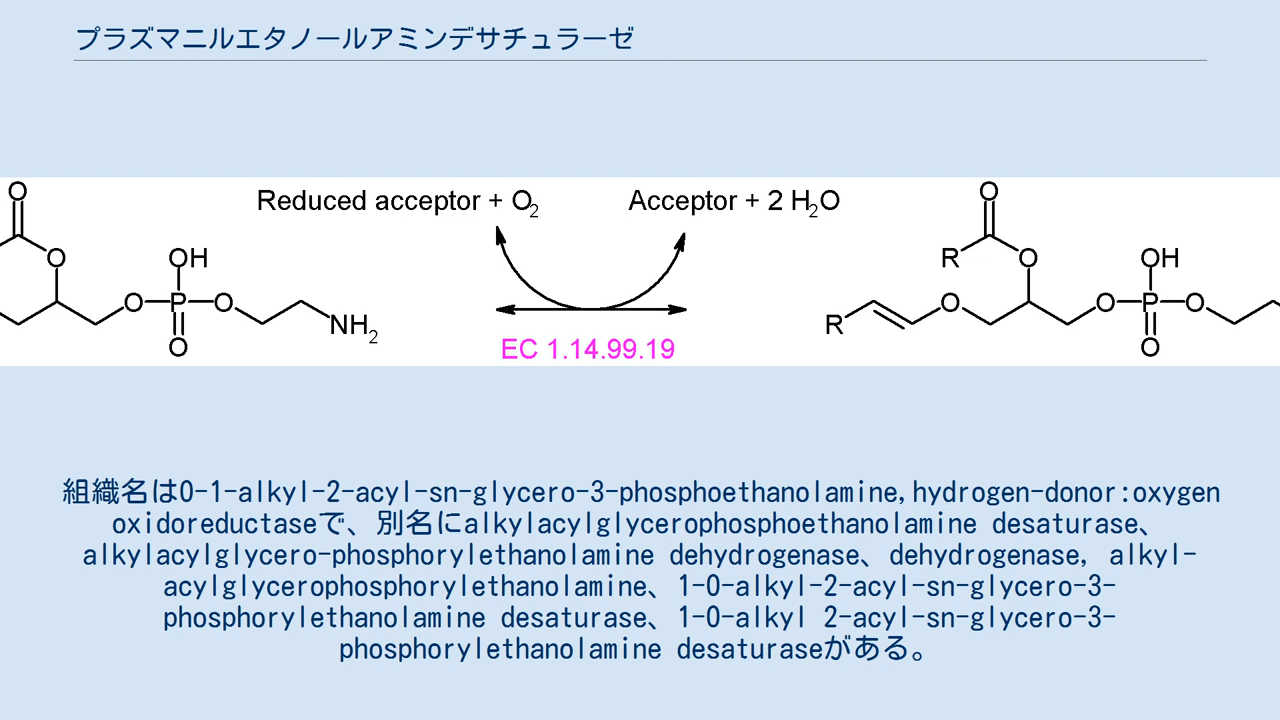 プラズマニルエタノールアミンデサチュラーゼ
Reduced acceptor + O2
Acceptor + 2 H2O
O
O
OH
O
P
O
NH2
O
EC 1.14.99.19
O
R
O
OH
R
O
O
P
O
O
組織名はO-1-alkyl-2-acyl-sn-glycero-3-phosphoethanolamine,hydrogen-donor:oxygen
oxidoreductaseで、別名にalkylacylglycerophosphoethanolamine desaturase、
alkylacylglycero-phosphorylethanolamine dehydrogenase、dehydrogenase, alkyl-
acylglycerophosphorylethanolamine、1-O-alkyl-2-acyl-sn-glycero-3-
phosphorylethanolamine desaturase、1-O-alkyl 2-acyl-sn-glycero-3-
phosphorylethanolamine desaturaseがある。